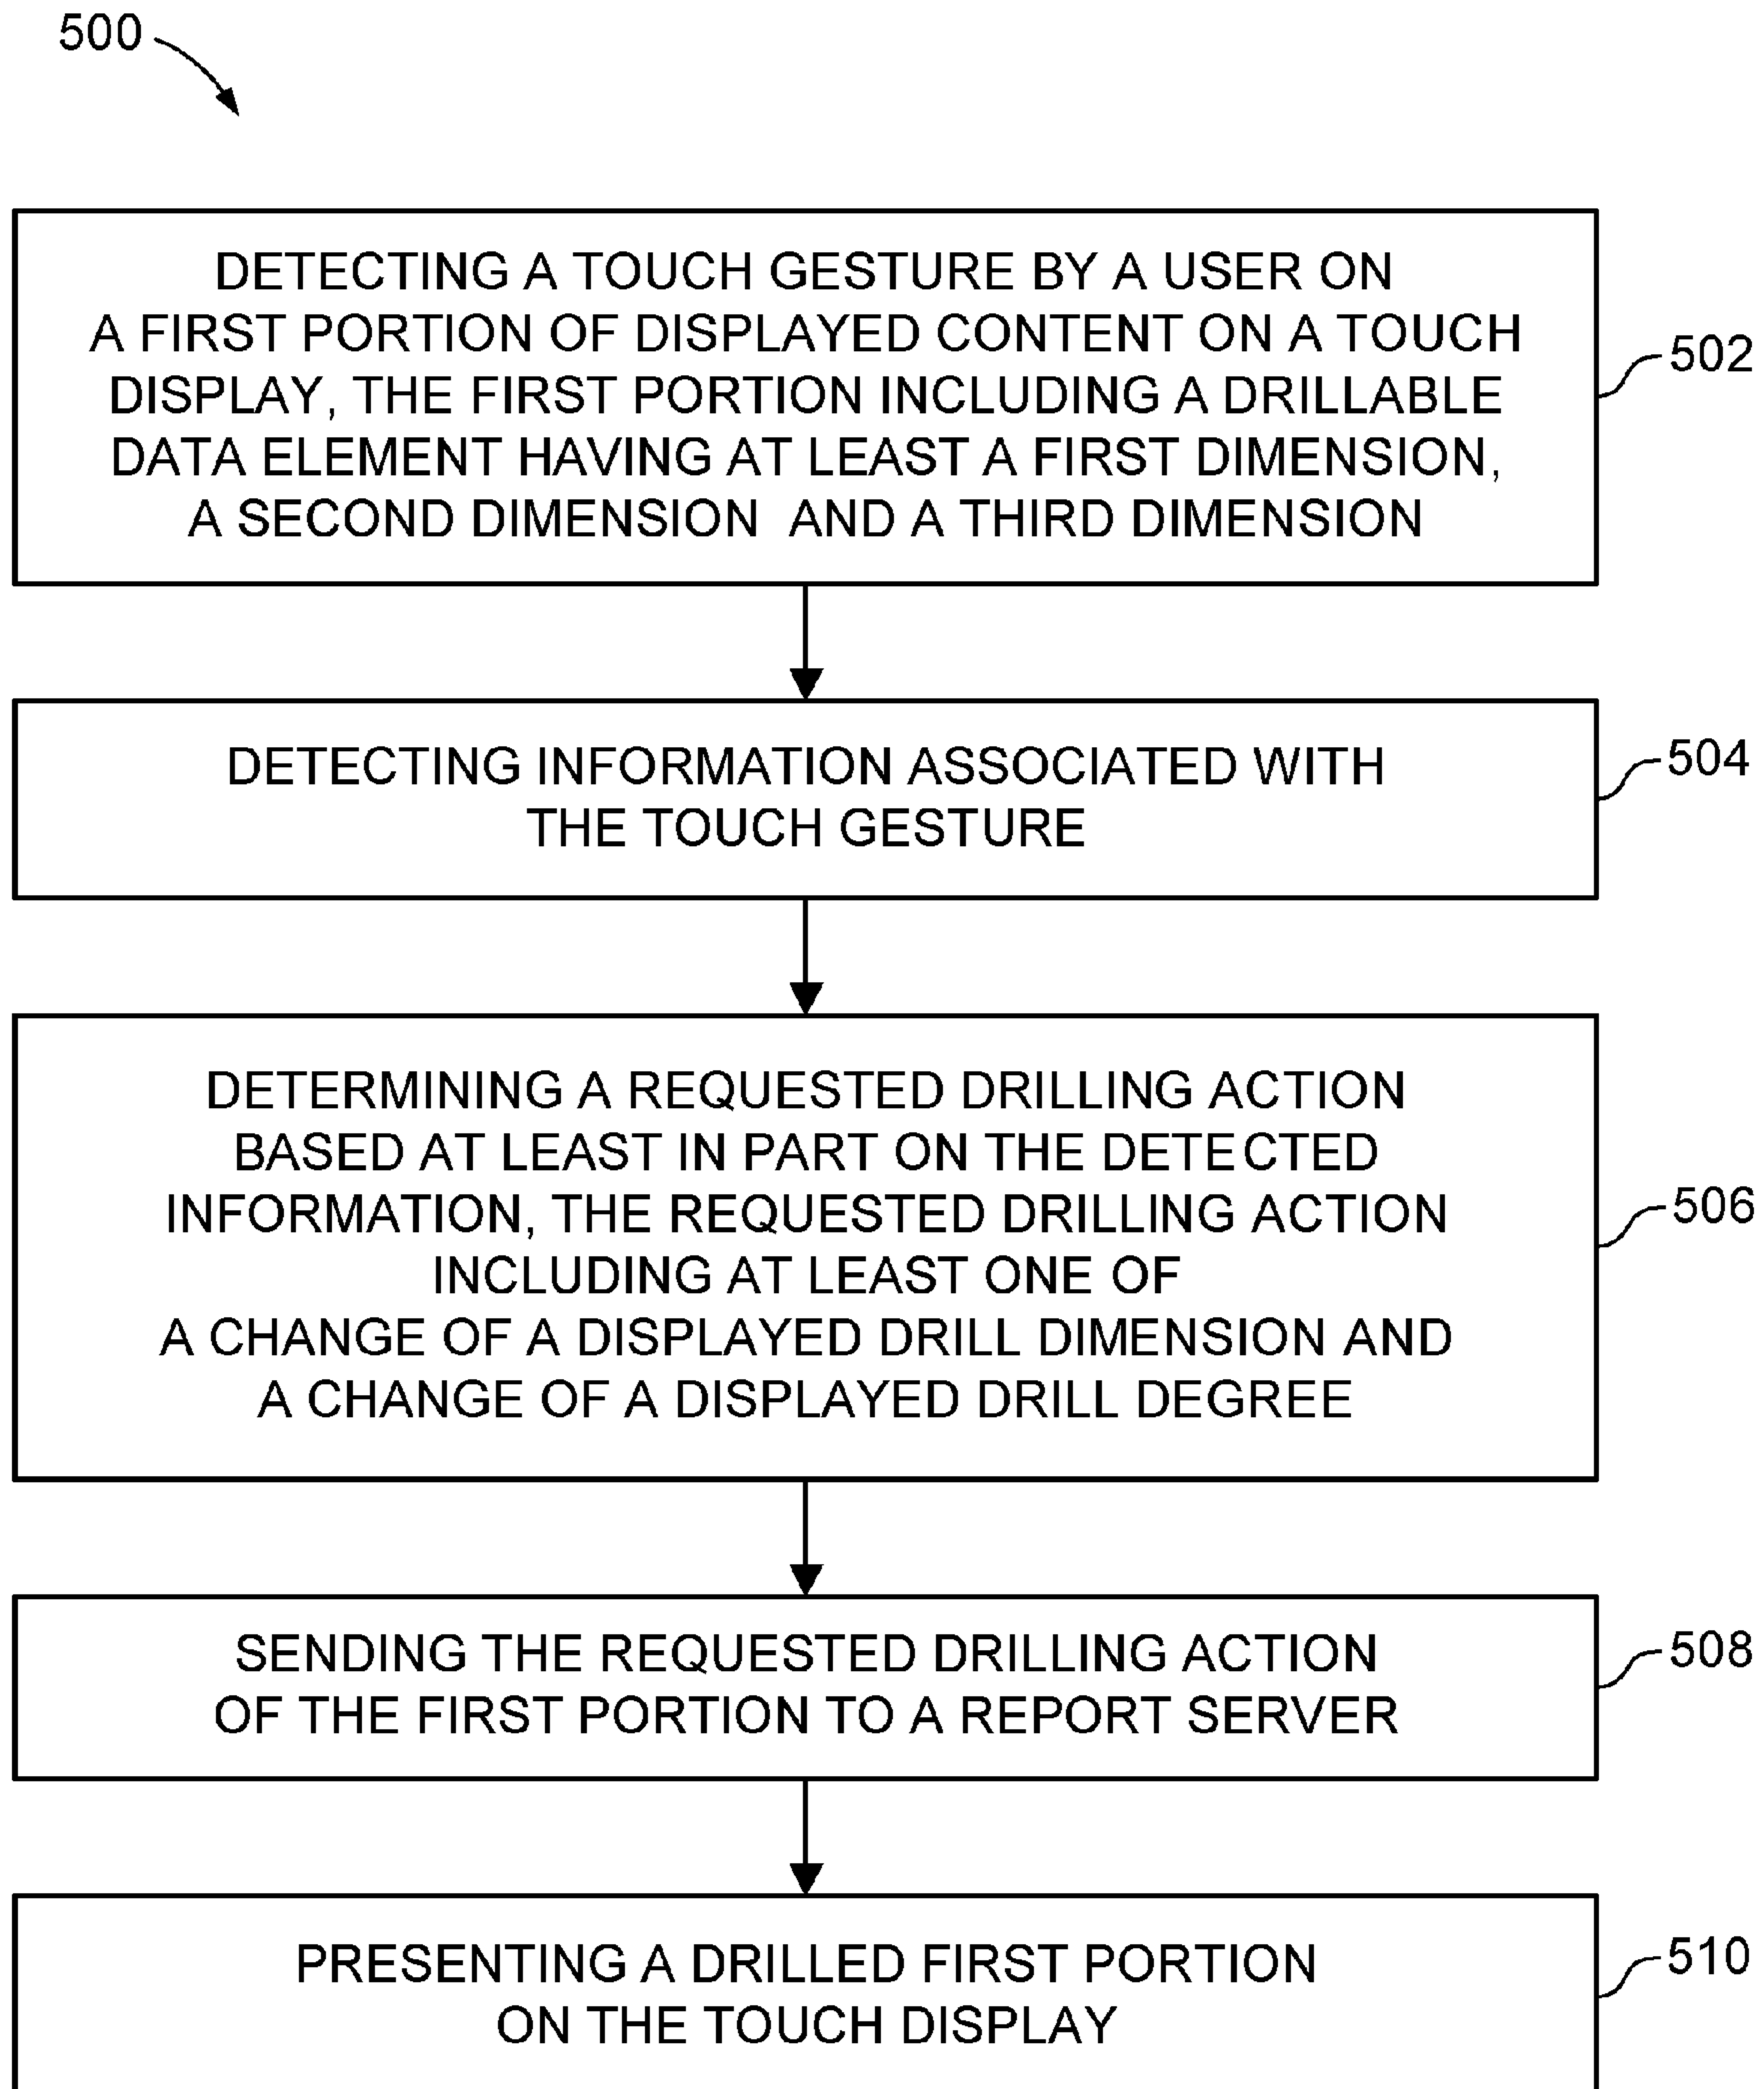 500
DETECTING A TOUCH GESTURE BY A USER ON
A FIRST PORTION OF DISPLAYED CONTENT ON A TOUCH
DISPLAY, THE FIRST PORTION INCLUDING A DRILLABLE
DATA ELEMENT HAVING AT LEAST A FIRST DIMENSION,
A SECOND DIMENSION AND A THIRD DIMENSION
502
DETECTING INFORMATION ASSOCIATED WITH
THE TOUCH GESTURE
504
DETERMINING A REQUESTED DRILLING ACTION
BASED AT LEAST IN PART ON THE DETECTED
INFORMATION, THE REQUESTED DRILLING ACTION
INCLUDING AT LEAST ONE OF
A CHANGE OF A DISPLAYED DRILL DIMENSION AND
A CHANGE OF A DISPLAYED DRILL DEGREE
506
SENDING THE REQUESTED DRILLING ACTION
OF THE FIRST PORTION TO A REPORT SERVER
508
PRESENTING A DRILLED FIRST PORTION
ON THE TOUCH DISPLAY
510